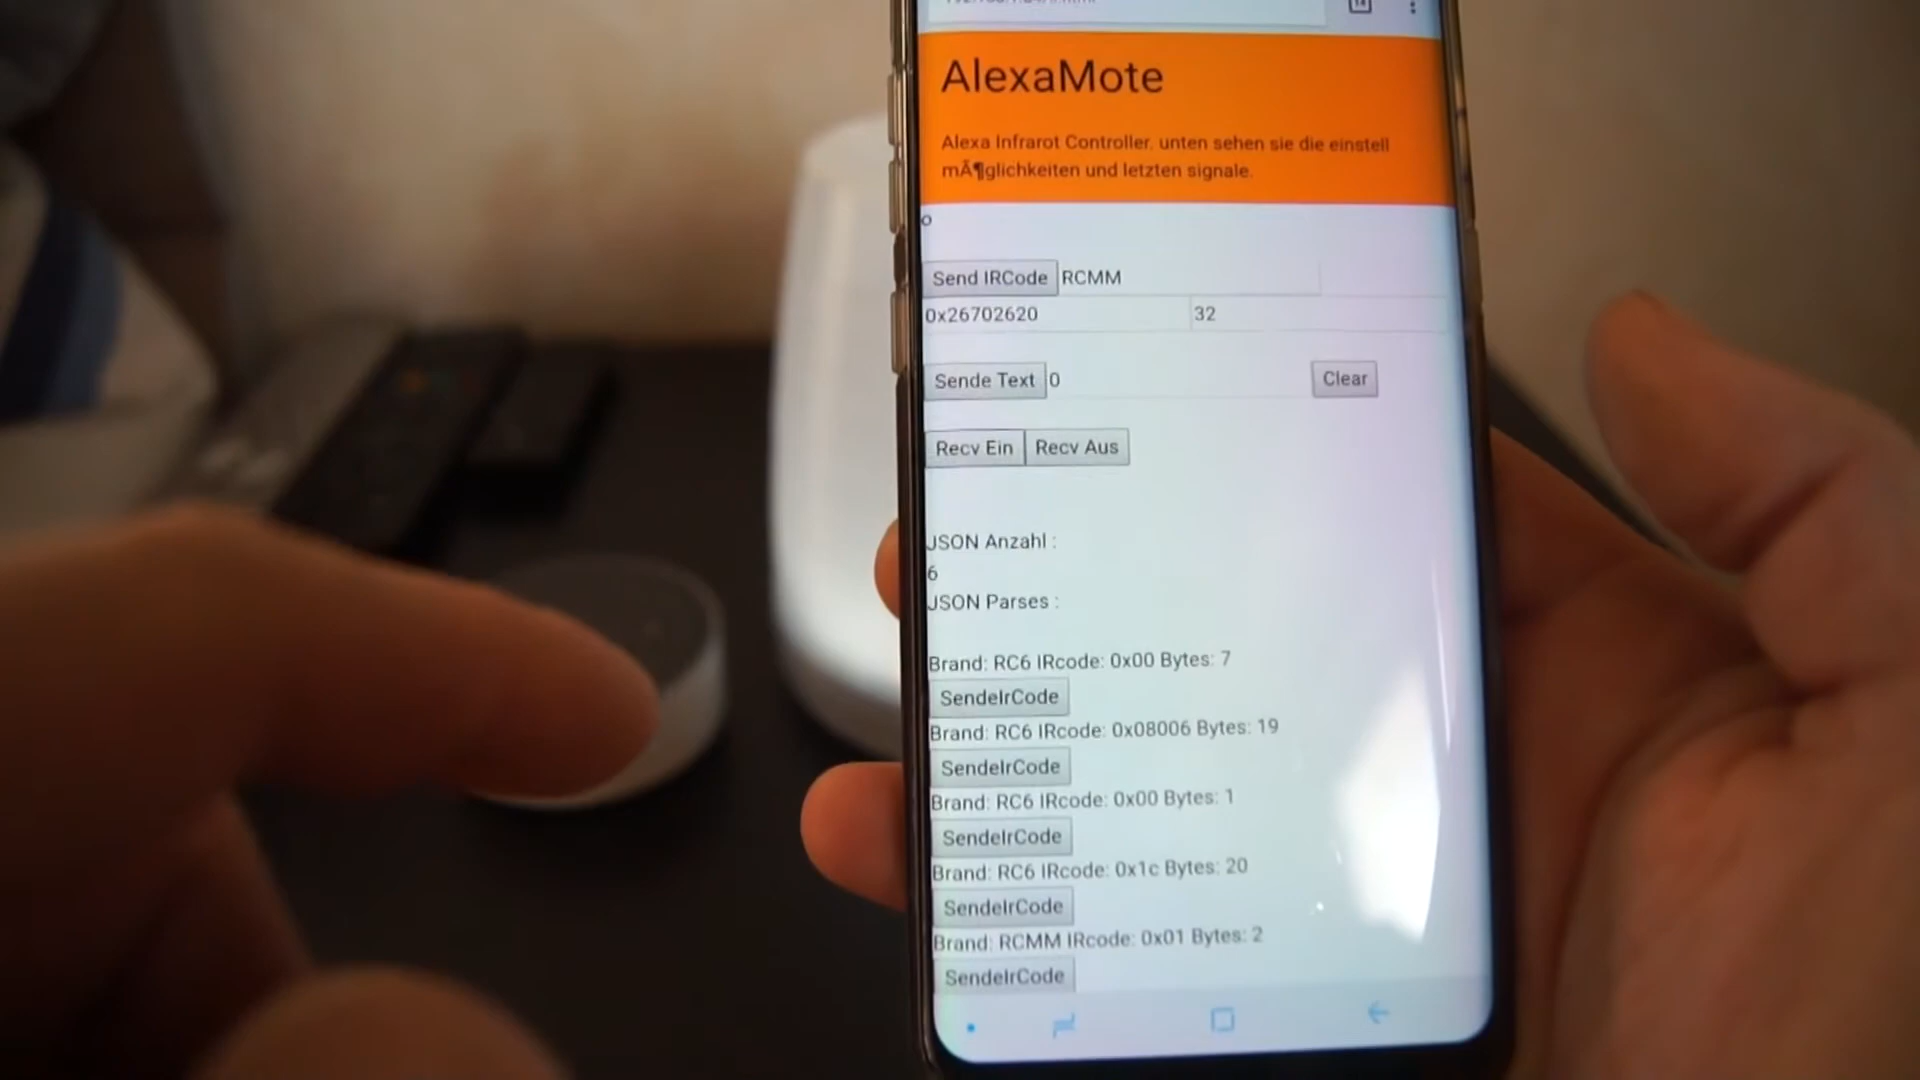 AlexaMote
Alexa Infrarot Controller, unten sehen sie die einstell
mÃ¶glichkeiten und letzten signale.
o
Send IRCode RCMM
0x26702620 32
Sende Text 0 Clear
Recv Ein Recv Aus
JSON Anzahl :
6
JSON Parses :
Brand: RC6 IRcode: 0x00 Bytes: 7
SendeIrCode
Brand: RC6 IRcode: 0x08006 Bytes: 19
SendeIrCode
Brand: RC6 IRcode: 0x00 Bytes: 1
SendeIrCode
Brand: RC6 IRcode: 0x1c Bytes: 20
SendeIrCode
Brand: RCMM IRcode: 0x01 Bytes: 2
SendeIrCode